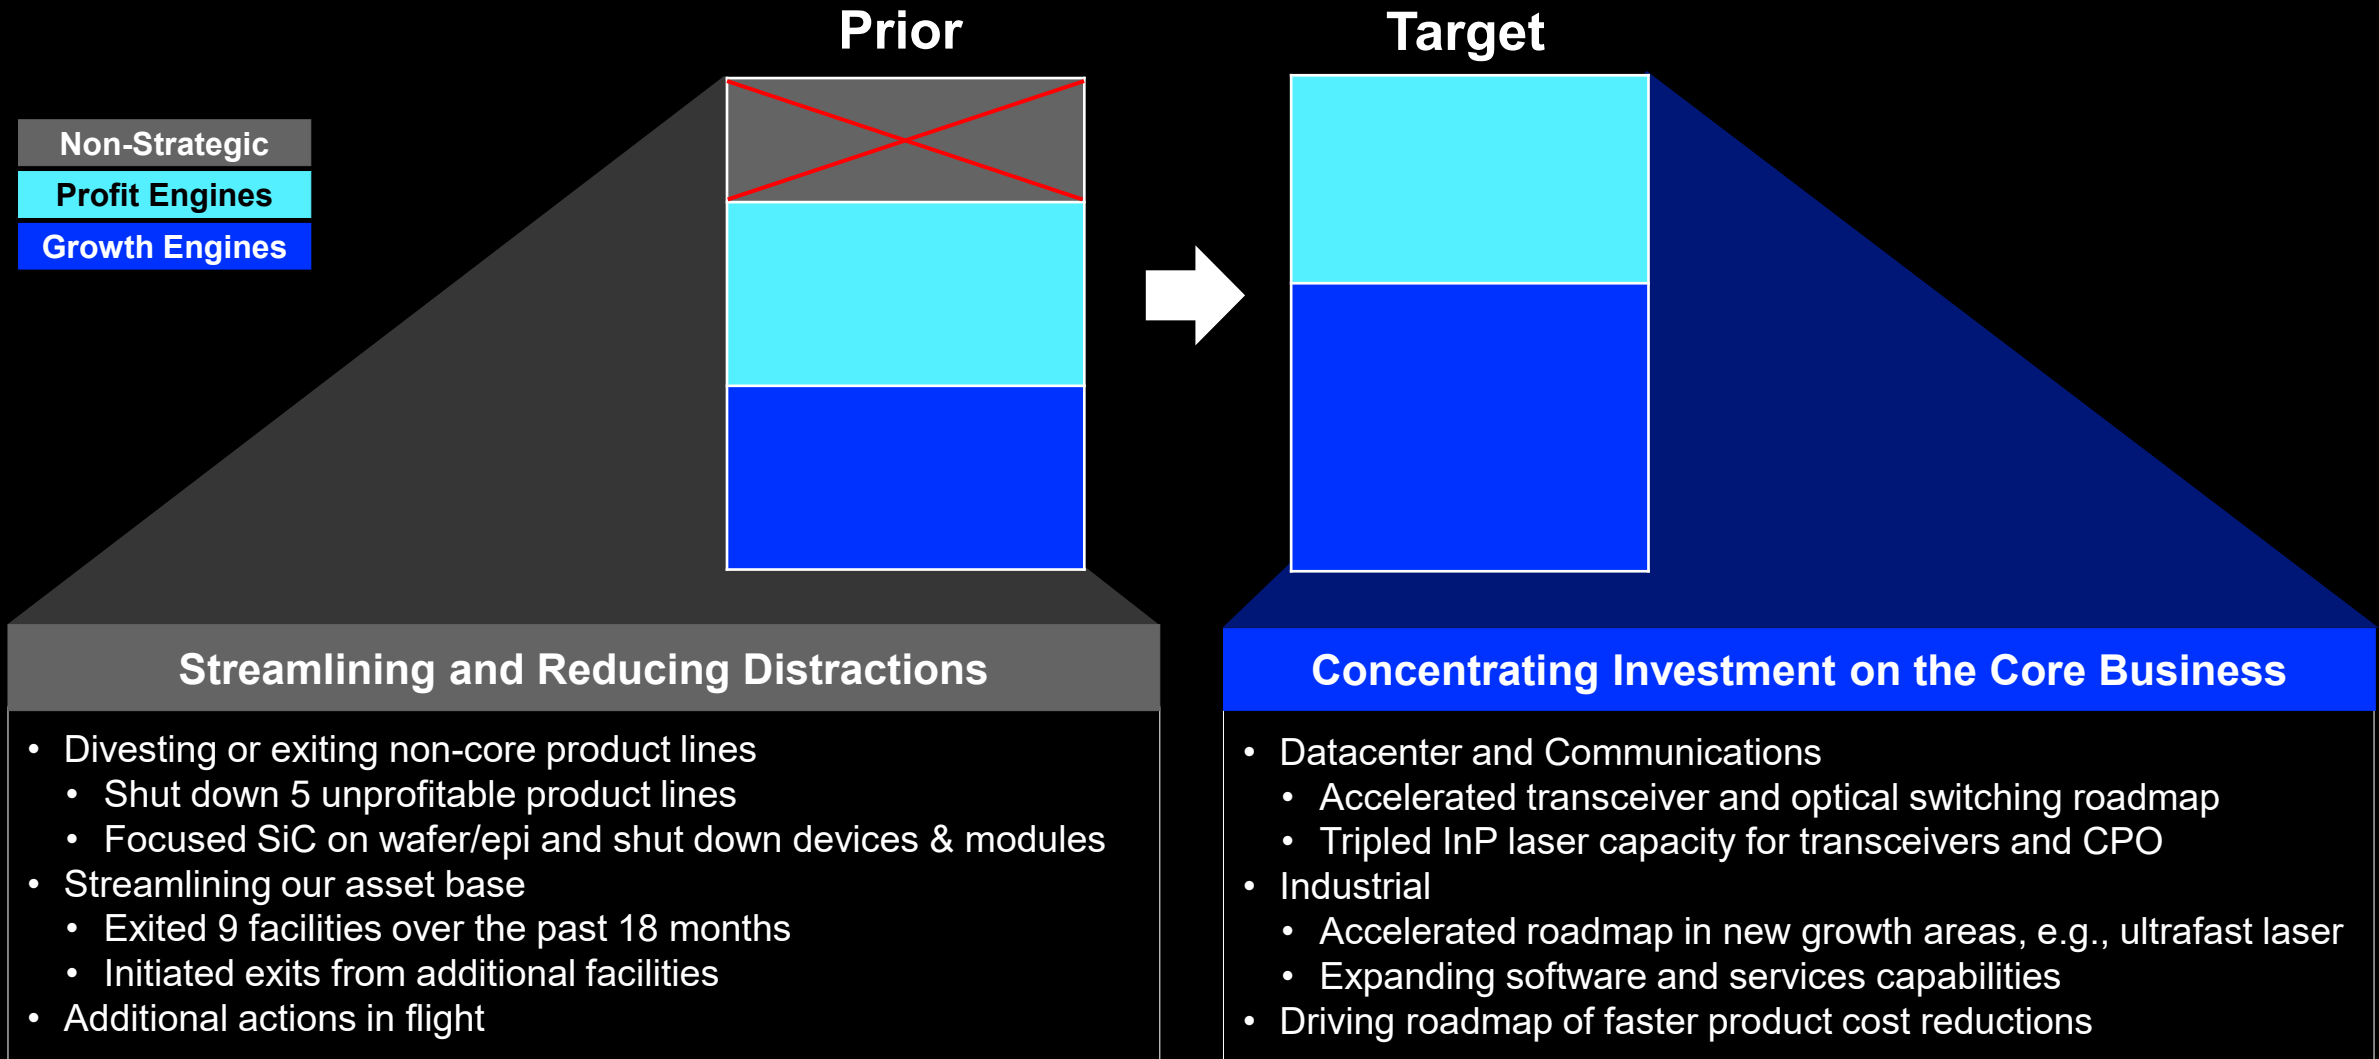 Prior
Target
Non-Strategic
Profit Engines
Growth Engines
Streamlining and Reducing Distractions
• Divesting or exiting non-core product lines
• Shut down 5 unprofitable product lines
• Focused SiC on wafer/epi and shut down devices & modules
• Streamlining our asset base
• Exited 9 facilities over the past 18 months
• Initiated exits from additional facilities
• Additional actions in flight
Concentrating Investment on the Core Business
• Datacenter and Communications
• Accelerated transceiver and optical switching roadmap
• Tripled InP laser capacity for transceivers and CPO
• Industrial
• Accelerated roadmap in new growth areas, e.g., ultrafast laser
• Expanding software and services capabilities
• Driving roadmap of faster product cost reductions